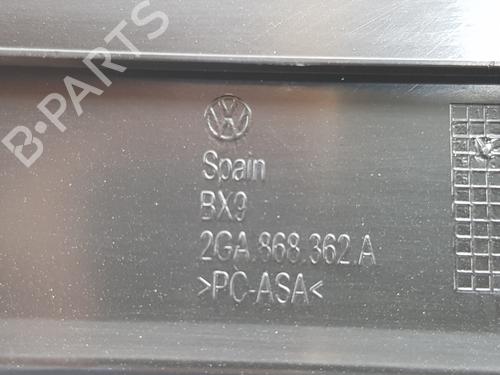 B-PARTS
Spain
BX9
2GA.868.362.A
>PC-ASA<